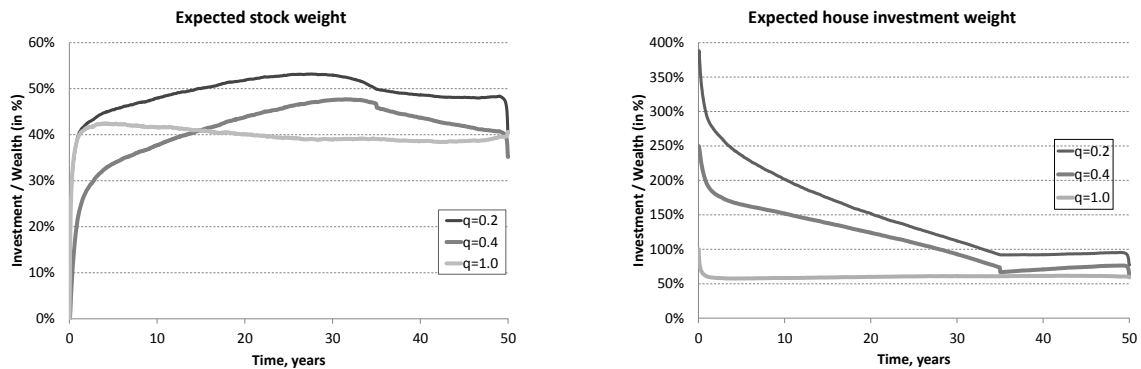 Expected stock weight
60%
50%
40%
30%
20%
10%
0%
Investment / Wealth (in %)
q=0.2
q=0.4
q=1.0
0 10 20 30 40 50
Time, years
Expected house investment weight
400%
350%
300%
250%
200%
150%
100%
50%
0%
Investment / Wealth (in %)
q=0.2
q=0.4
q=1.0
0 10 20 30 40 50
Time, years